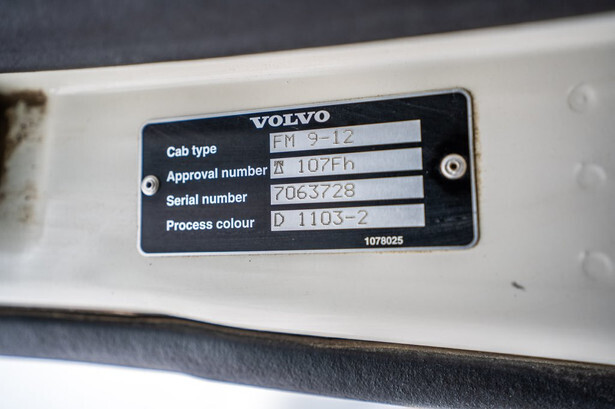 VOLVO
Cab type FM 9-12
Approval number 107Fh
Serial number 7063728
Process colour D 1103-2
1078025